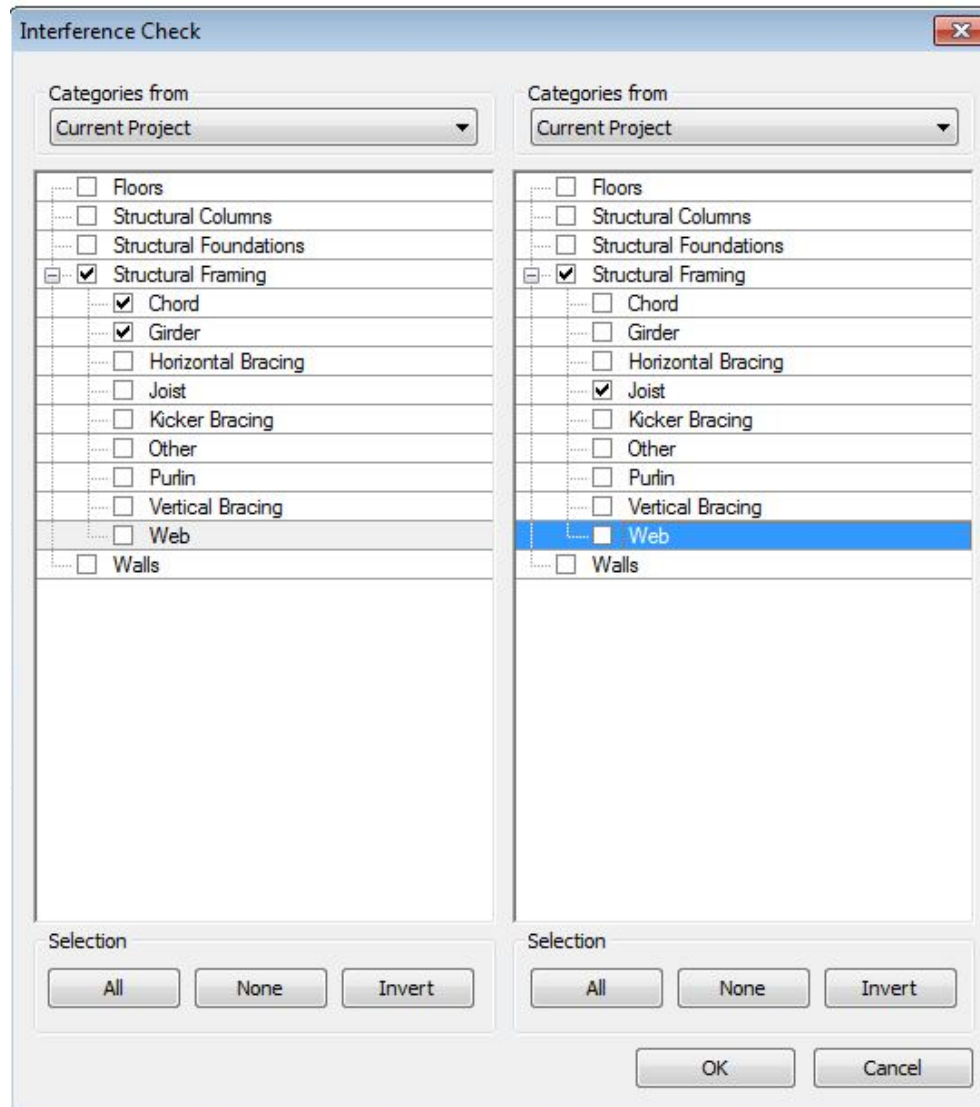 Interference Check
Categories from
Current Project
Floors
Structural Columns
Structural Foundations
Structural Framing
Chord
Girder
Horizontal Bracing
Joist
Kicker Bracing
Other
Purlin
Vertical Bracing
Web
Walls
Selection
All None Invert
Categories from
Current Project
Floors
Structural Columns
Structural Foundations
Structural Framing
Chord
Girder
Horizontal Bracing
Joist
Kicker Bracing
Other
Purlin
Vertical Bracing
Web
Walls
Selection
All None Invert
OK Cancel